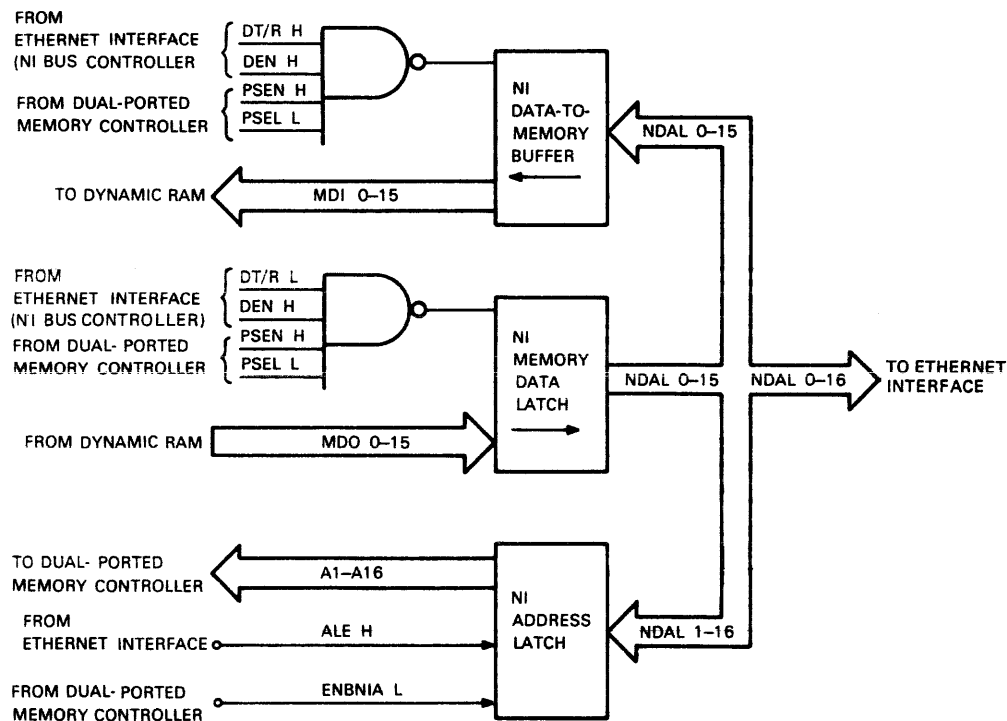 FROM
ETHERNET INTERFACE
(NI BUS CONTROLLER
DT/R H
DEN H
FROM DUAL-PORTED
MEMORY CONTROLLER
PSEN H
PSEL L
NI
DATA-TO-
MEMORY
BUFFER
NDAL 0–15
TO DYNAMIC RAM
MDI 0–15
FROM
ETHERNET INTERFACE
(NI BUS CONTROLLER)
DT/R L
DEN H
FROM DUAL-PORTED
MEMORY CONTROLLER
PSEN H
PSEL L
NI
MEMORY
DATA
LATCH
NDAL 0–15
NDAL 0–16
TO ETHERNET
INTERFACE
FROM DYNAMIC RAM
MDO 0–15
TO DUAL-PORTED
MEMORY CONTROLLER
A1–A16
NI
ADDRESS
LATCH
NDAL 1–16
FROM
ETHERNET INTERFACE
ALE H
FROM DUAL-PORTED
MEMORY CONTROLLER
ENBNIA L